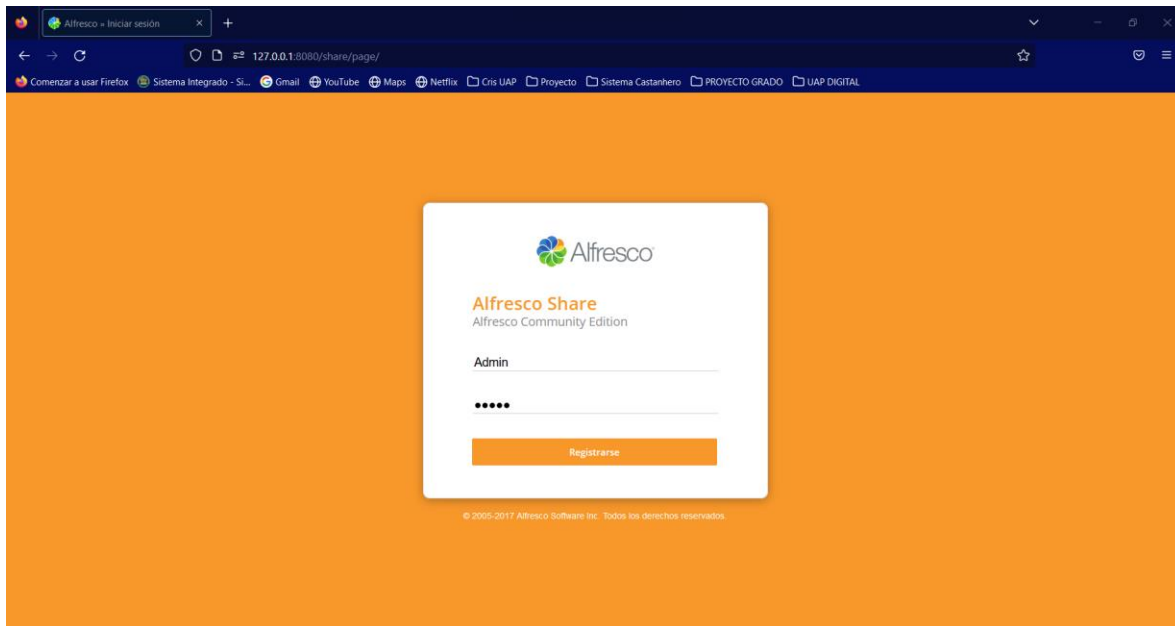 Alfresco » Iniciar sesión
127.0.0.1:8080/share/page/
Comenzar a usar Firefox Sistema Integrado - Si... Gmail YouTube Maps Netflix Cris UAP Proyecto Sistema Castanhero PROYECTO GRADO UAP DIGITAL
Alfresco
Alfresco Share
Alfresco Community Edition
Admin
•••••
Registrarse
© 2005-2017 Alfresco Software Inc. Todos los derechos reservados.